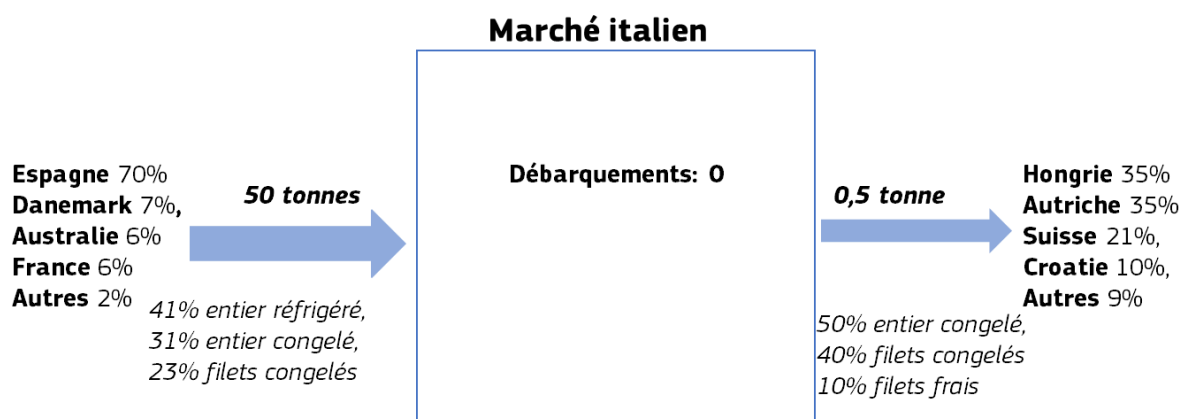 Marché italien
Espagne 70%
Danemark 7%,
Australie 6%
France 6%
Autres 2%
50 tonnes
41% entier réfrigéré,
31% entier congelé,
23% filets congelés
Débarquements: 0
0,5 tonne
50% entier congelé,
40% filets congelés
10% filets frais
Hongrie 35%
Autriche 35%
Suisse 21%,
Croatie 10%,
Autres 9%